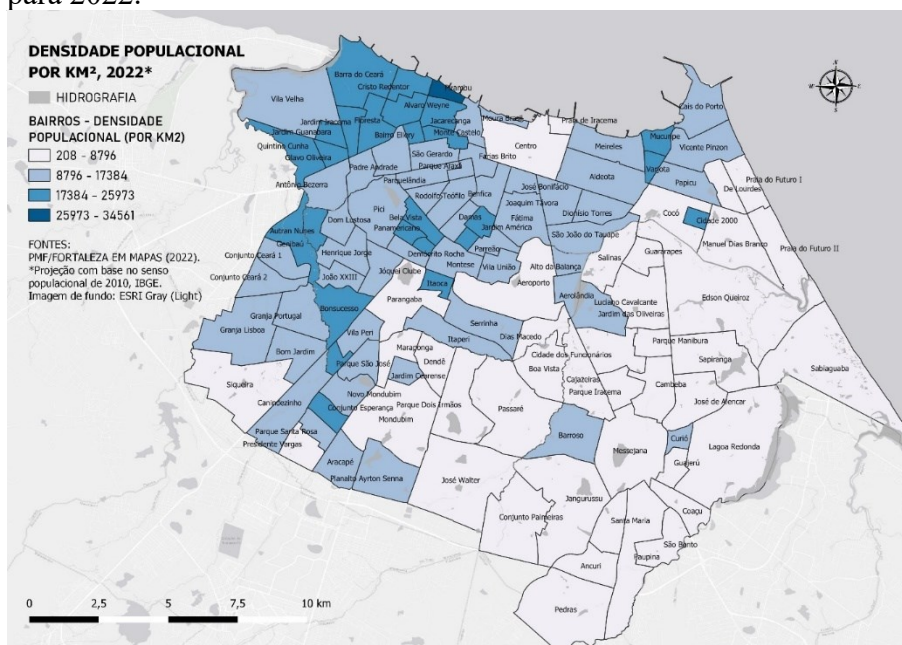 para 2022.
DENSIDADE POPULACIONAL
POR KM², 2022*
HIDROGRAFIA
BAIRROS - DENSIDADE
POPULACIONAL (POR KM2)
208 - 8796
8796 - 17384
17384 - 25973
25973 - 34561
FONTES:
PMF/FORTALEZA EM MAPAS (2022).
*Projeção com base no senso
populacional de 2010, IBGE.
Imagem de fundo: ESRI Gray (Light)
N
W
E
S
Barra do Ceará
Cristo Redentor
Vila Velha
Alvaro Weyne
Jardim Iracema
Floresta
Jacarecanga
Moura Brasil
Praia de Iracema
Cais do Porto
Jardim Guanabara
Bairro Ellery
Monte Castelo
Centro
Mucuripe
Quintino Cunha
São Gerardo
Farias Brito
Meireles
Vicente Pinzon
Olavo Oliveira
Padre Andrade
Parque Araxá
Aldeota
Varjota
Papicu
Praia do Futuro I
Antônio Bezerra
Parquelândia
José Bonifácio
De Lourdes
Pici
Rodolfo Teófilo
Benfica
Joaquim Távora
Dom Lustosa
Bela Vista
Damas
Fátima
Dionísio Torres
Cocó
Cidade 2000
Autran Nunes
Panamericano
Jardim América
São João do Tauape
Manuel Dias Branco
Praia do Futuro II
Genibaú
Henrique Jorge
Demócrito Rocha
Parreão
Salinas
Guararapes
Conjunto Ceará 1
João XXIII
Jóquei Clube
Montese
Vila União
Alto da Balança
Conjunto Ceará 2
Itaoca
Aeroporto
Bonsucesso
Parangaba
Aerolândia
Luciano Cavalcante
Edson Queiroz
Granja Portugal
Serrinha
Jardim das Oliveiras
Granja Lisboa
Vila Peri
Itaperi
Dias Macedo
Parque Manibura
Bom Jardim
Maraponga
Cidade dos Funcionários
Sapiranga
Sabiaguaba
Parque São José
Dendê
Boa Vista
Siqueira
Jardim Cearense
Cajazeiras
Cambeba
Novo Mondubim
Parque Iracema
José de Alencar
Canindezinho
Conjunto Esperança
Parque Dois Irmãos
Passaré
Mondubim
Parque Santa Rosa
Barroso
Curió
Lagoa Redonda
Presidente Vargas
Messejana
Aracapé
Guajerú
Planalto Ayrton Senna
José Walter
Jangurussu
Coaçu
Conjunto Palmeiras
Santa Maria
São Bento
Paupina
Ancuri
Pedras
0 2,5 5 7,5 10 km